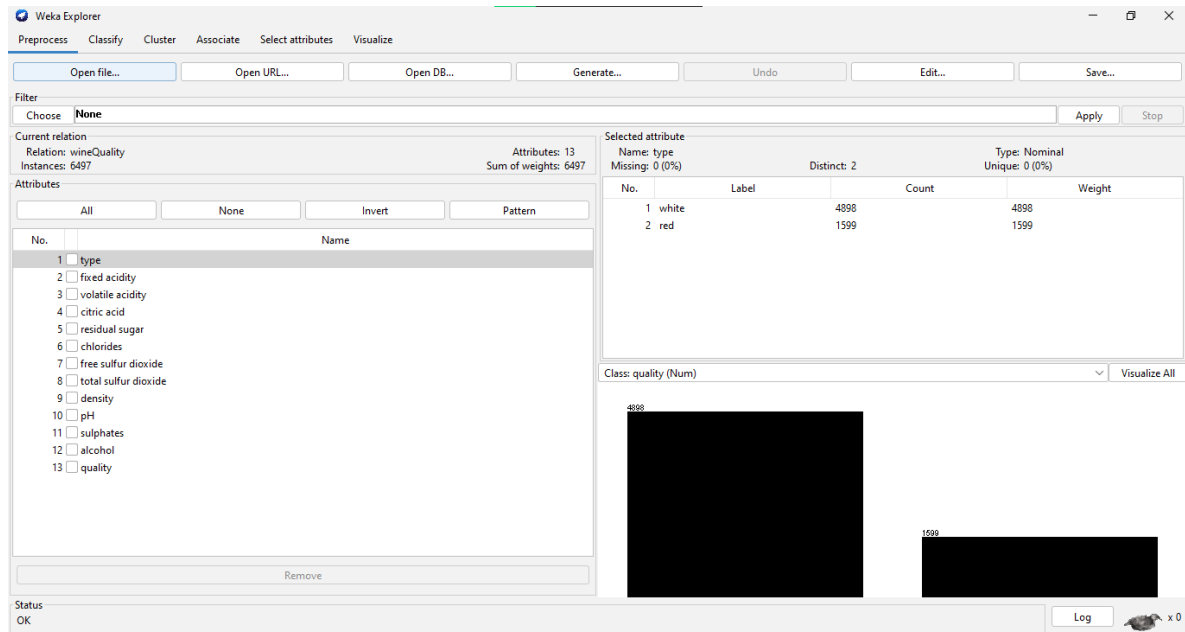 Weka Explorer
Preprocess Classify Cluster Associate Select attributes Visualize
Open file... Open URL... Open DB... Generate... Undo Edit... Save...
Filter
Choose None Apply Stop
Current relation
Relation: wineQuality Attributes: 13
Instances: 6497 Sum of weights: 6497
Attributes
All None Invert Pattern
No. Name
1 type
2 fixed acidity
3 volatile acidity
4 citric acid
5 residual sugar
6 chlorides
7 free sulfur dioxide
8 total sulfur dioxide
9 density
10 pH
11 sulphates
12 alcohol
13 quality
Remove
Selected attribute
Name: type Type: Nominal
Missing: 0 (0%) Distinct: 2 Unique: 0 (0%)
No. Label Count Weight
1 white 4898 4898
2 red 1599 1599
Class: quality (Num) Visualize All
4898
1599
Status
OK
Log x 0